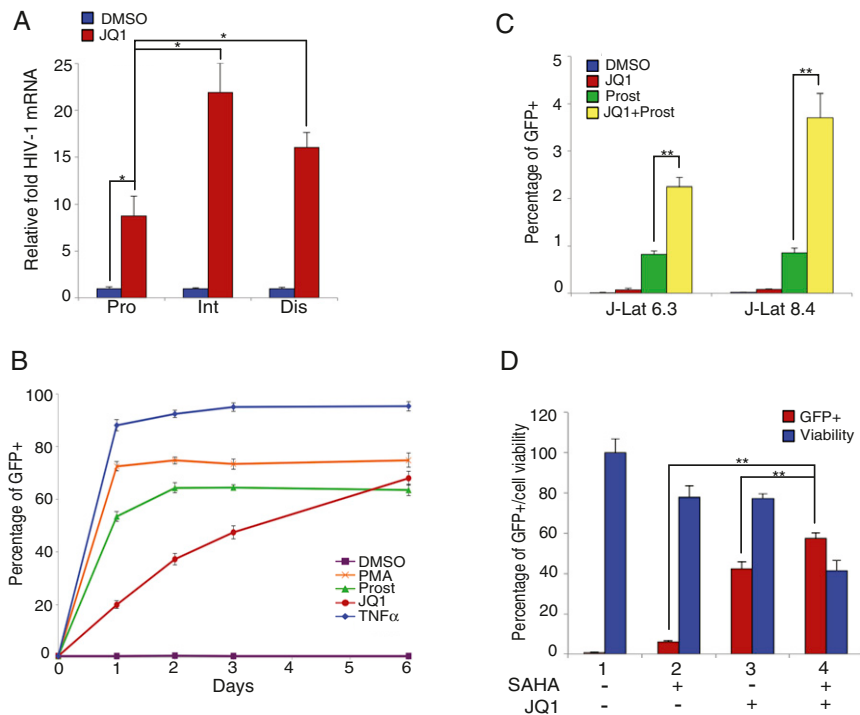 A
DMSO
JQ1
*
*
*
Relative fold HIV-1 mRNA
25
20
15
10
5
0
Pro Int Dis
C
DMSO
JQ1
Prost
JQ1+Prost
**
**
Percentage of GFP+
5
4
3
2
1
0
J-Lat 6.3 J-Lat 8.4
B
Percentage of GFP+
100
80
60
40
20
0
0 1 2 3 4 5 6
Days
DMSO
PMA
Prost
JQ1
TNFα
D
GFP+
Viability
**
**
Percentage of GFP+/cell viability
120
100
80
60
40
20
0
1 2 3 4
SAHA - + - +
JQ1 - - + +